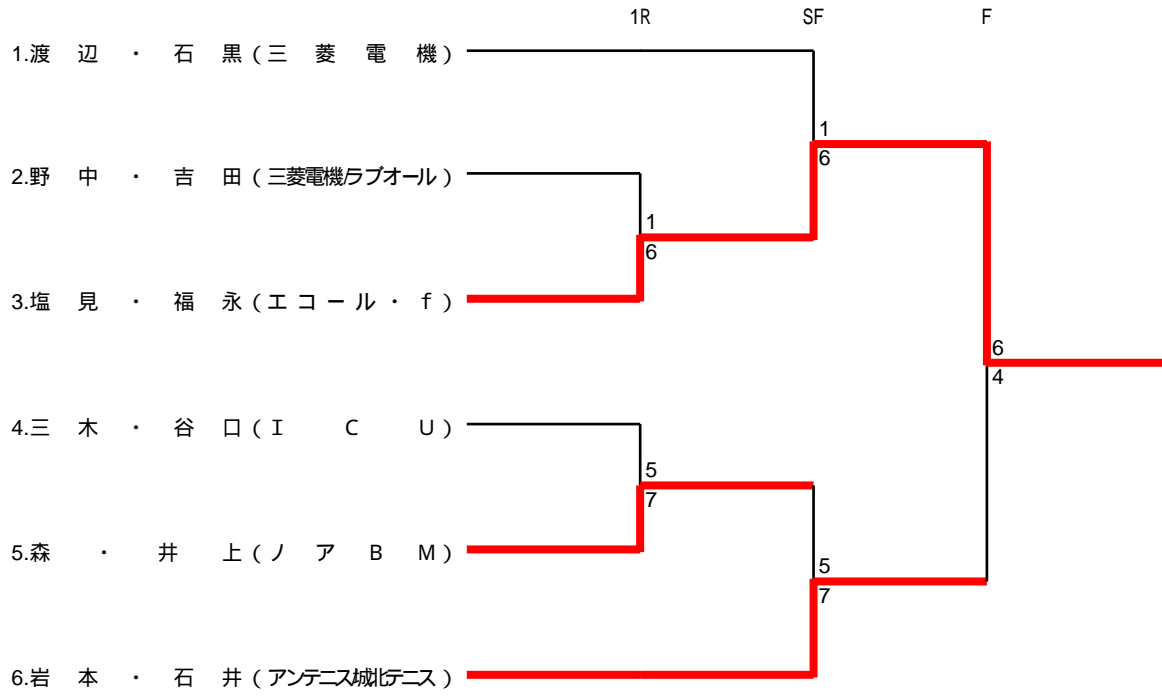 1R SF F
1.渡辺・石黒(三菱電機)
1
6
2.野中・吉田(三菱電機/ラブオール)
1
6
3.塩見・福永(エコール・f)
6
4
4.三木・谷口(ICU)
5
7
5.森・井上(ノアBM)
5
7
6.岩本・石井(アンテニス/城北テニス)